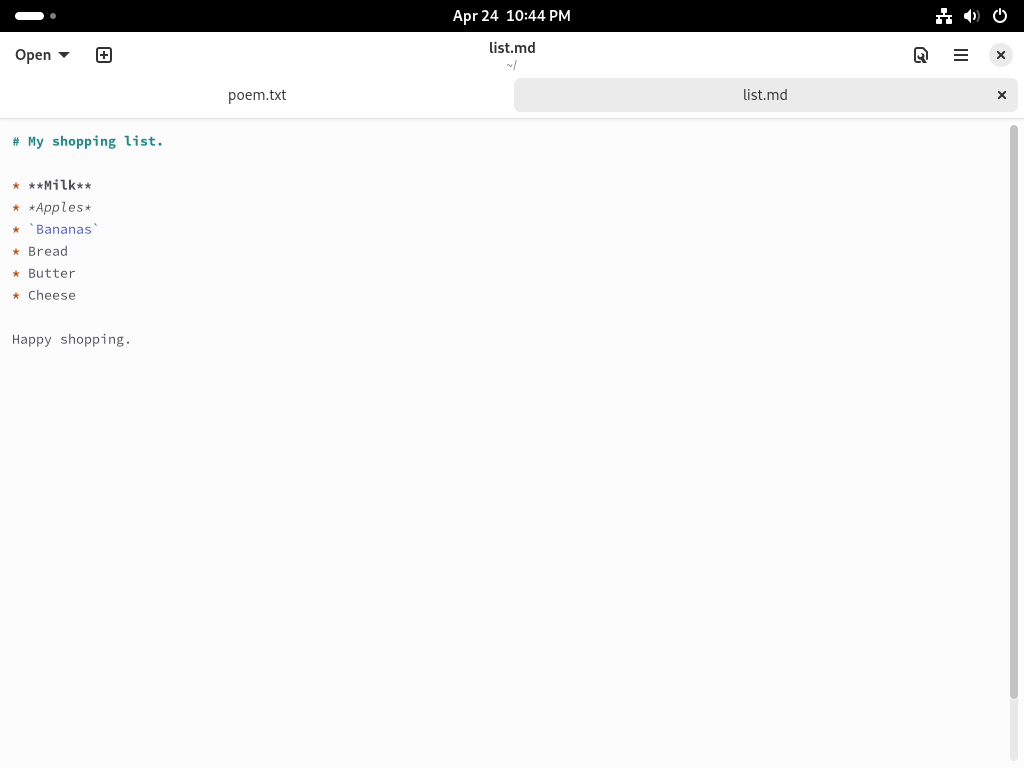 Apr 24  10:44 PM
Open
list.md
~/
poem.txt
list.md
# My shopping list.

* **Milk**
* *Apples*
* `Bananas`
* Bread
* Butter
* Cheese

Happy shopping.